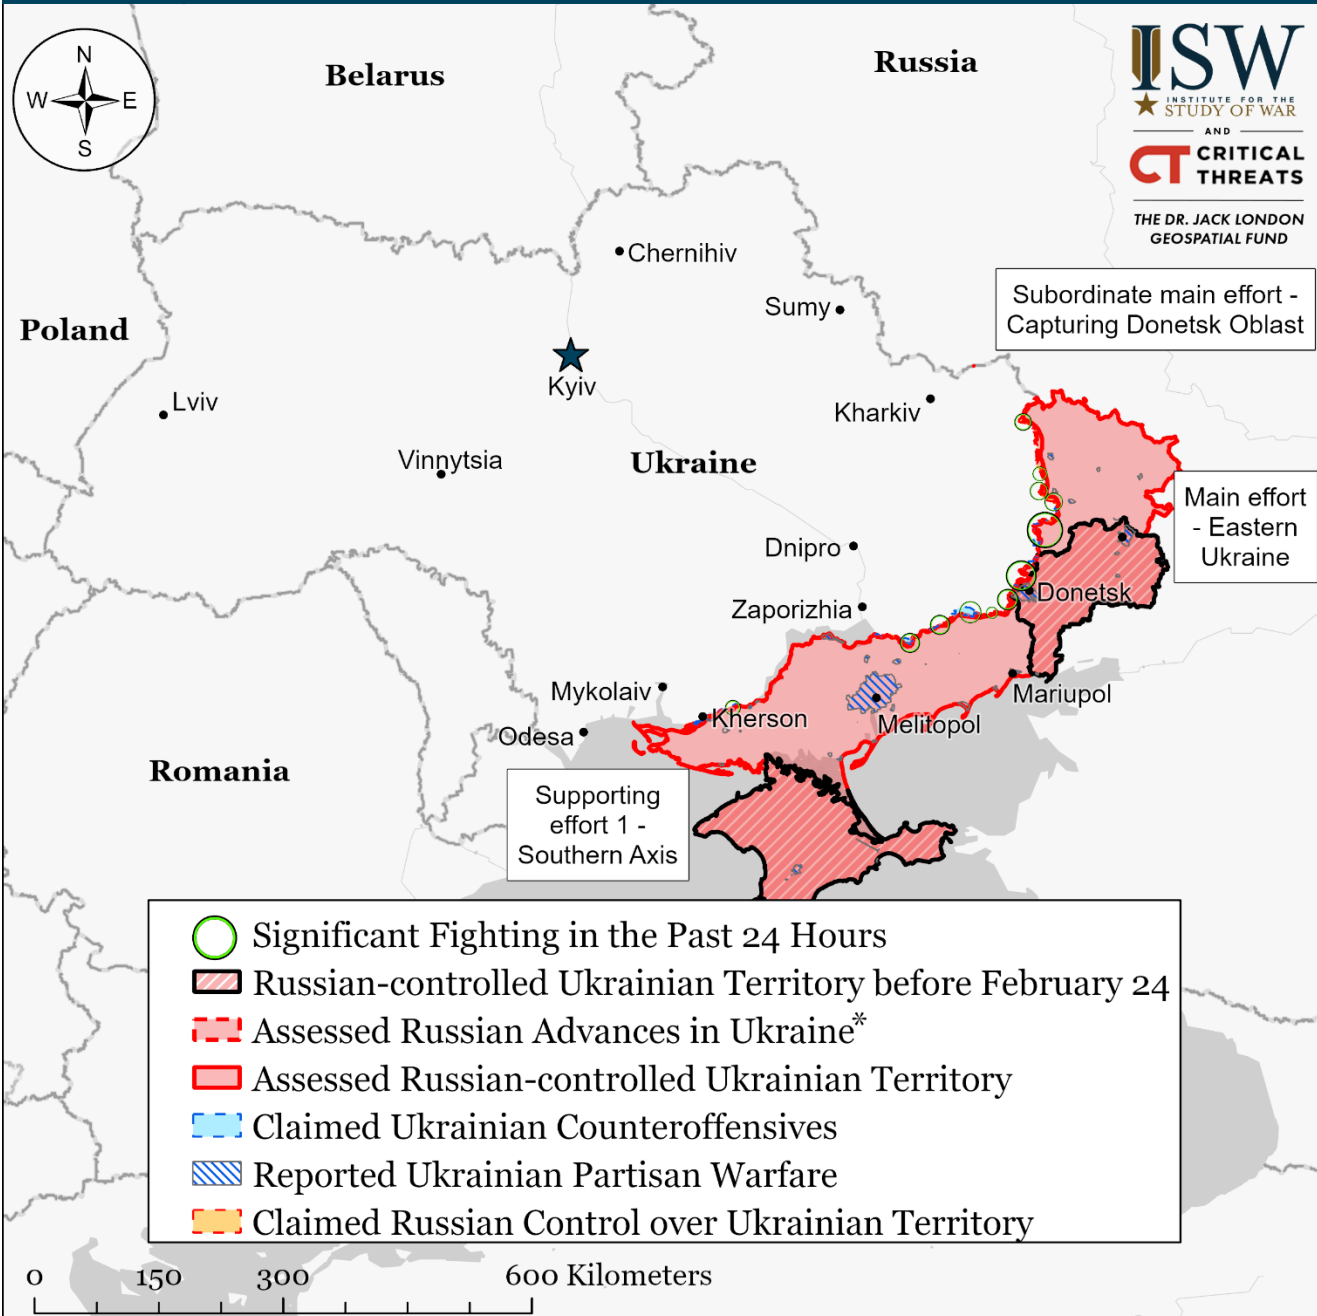 N
W
E
S
Belarus
Russia
ISW
INSTITUTE FOR THE
STUDY OF WAR
AND
CT CRITICAL
THREATS
THE DR. JACK LONDON
GEOSPATIAL FUND
Chernihiv
Sumy
Subordinate main effort -
Capturing Donetsk Oblast
Poland
Kyiv
Lviv
Kharkiv
Vinnytsia
Ukraine
Main effort
- Eastern
Ukraine
Dnipro
Donetsk
Zaporizhia
Mykolaiv
Mariupol
Kherson
Melitopol
Odesa
Romania
Supporting
effort 1 -
Southern Axis
Significant Fighting in the Past 24 Hours
Russian-controlled Ukrainian Territory before February 24
Assessed Russian Advances in Ukraine*
Assessed Russian-controlled Ukrainian Territory
Claimed Ukrainian Counteroffensives
Reported Ukrainian Partisan Warfare
Claimed Russian Control over Ukrainian Territory
0 150 300 600 Kilometers